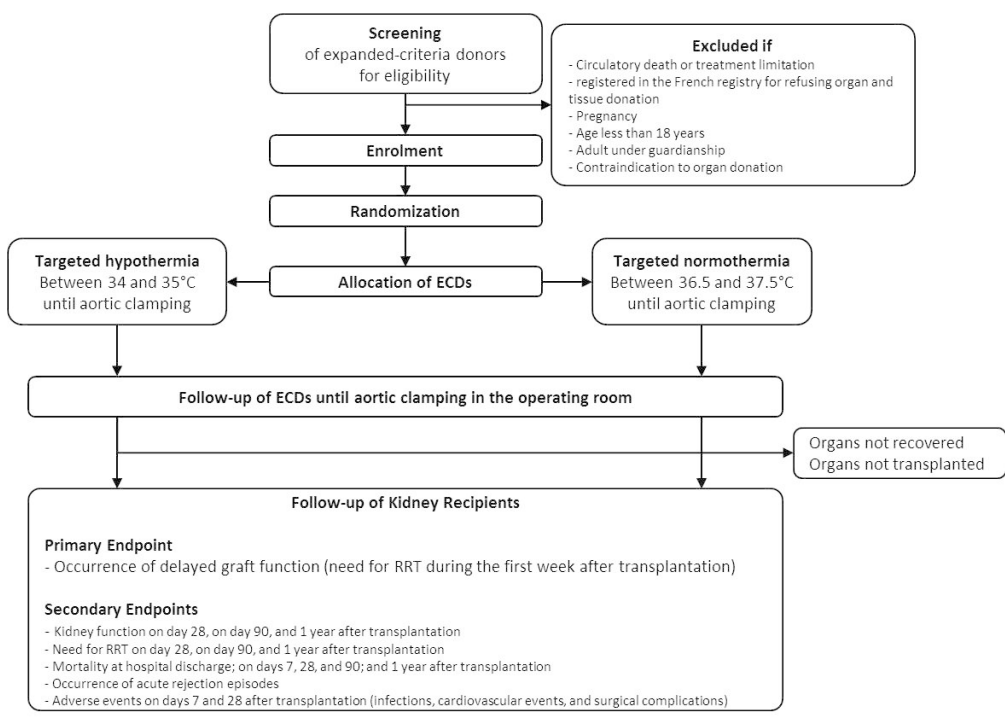 Screening
of expanded-criteria donors
for eligibility
Excluded if
- Circulatory death or treatment limitation
- registered in the French registry for refusing organ and
tissue donation
- Pregnancy
- Age less than 18 years
- Adult under guardianship
- Contraindication to organ donation
Enrolment
Randomization
Targeted hypothermia
Between 34 and 35°C
until aortic clamping
Allocation of ECDs
Targeted normothermia
Between 36.5 and 37.5°C
until aortic clamping
Follow-up of ECDs until aortic clamping in the operating room
Organs not recovered
Organs not transplanted
Follow-up of Kidney Recipients
Primary Endpoint
- Occurrence of delayed graft function (need for RRT during the first week after transplantation)
Secondary Endpoints
- Kidney function on day 28, on day 90, and 1 year after transplantation
- Need for RRT on day 28, on day 90, and 1 year after transplantation
- Mortality at hospital discharge; on days 7, 28, and 90; and 1 year after transplantation
- Occurrence of acute rejection episodes
- Adverse events on days 7 and 28 after transplantation (infections, cardiovascular events, and surgical complications)